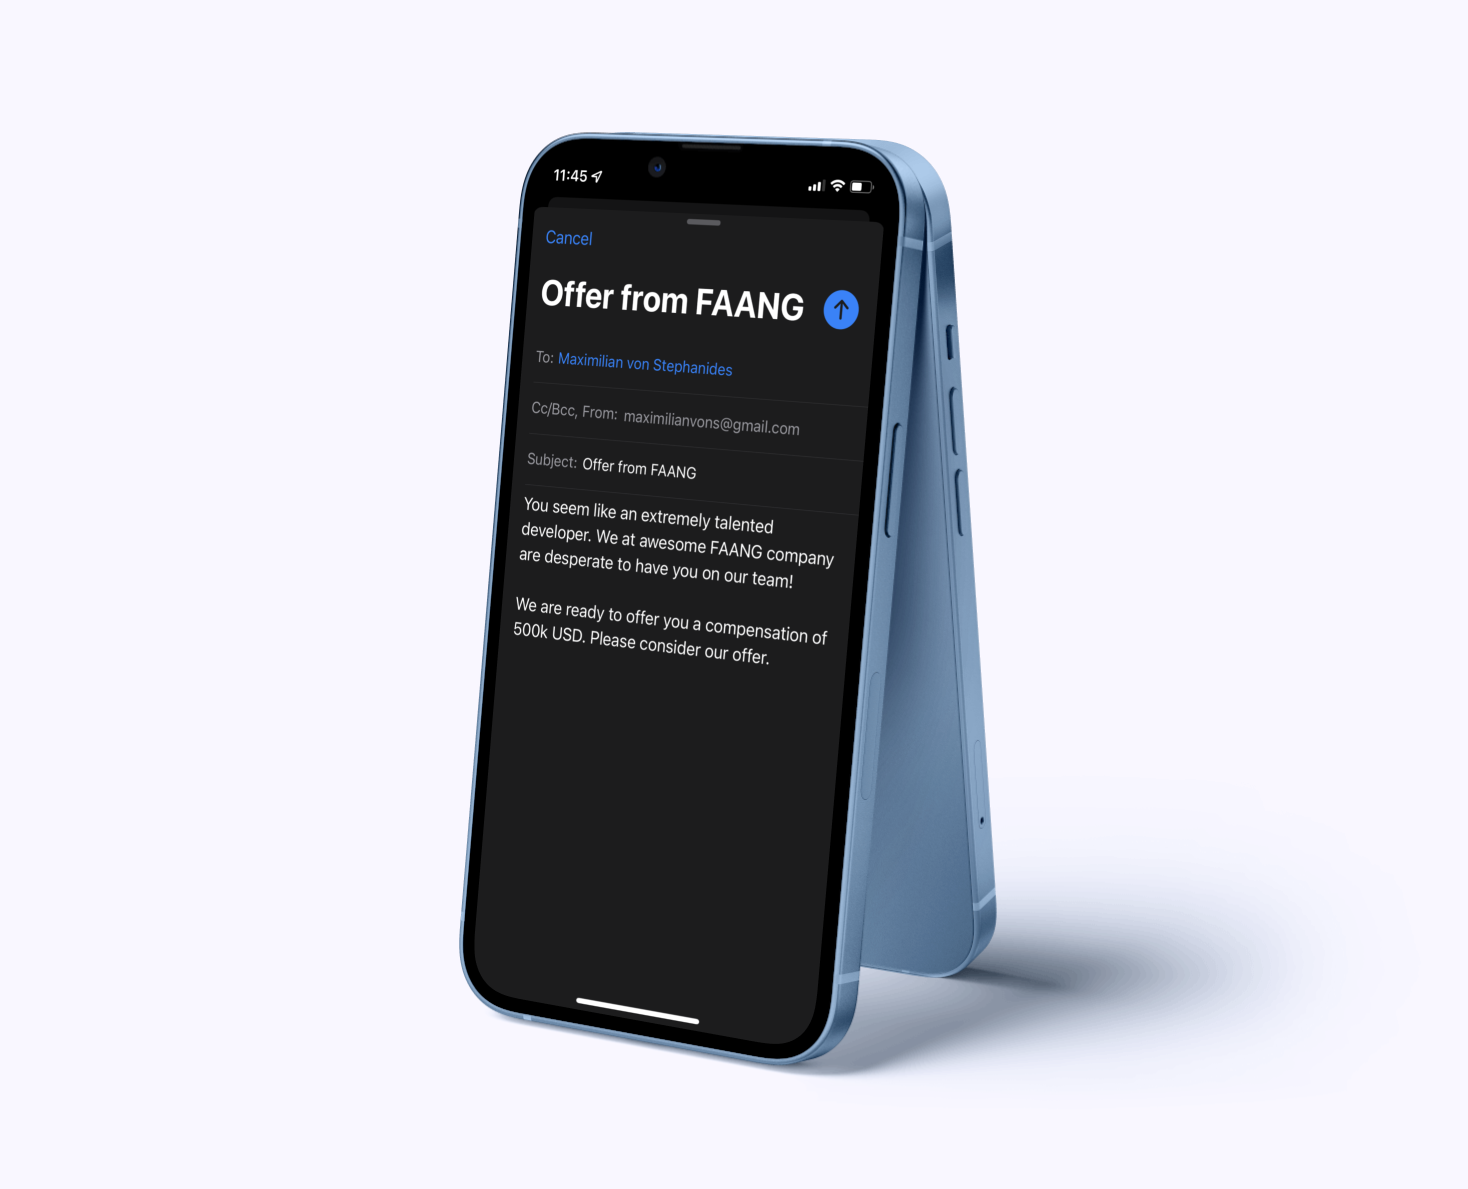 11:45
Cancel
Offer from FAANG
To: Maximilian von Stephanides
Cc/Bcc, From: maximilianvons@gmail.com
Subject: Offer from FAANG
You seem like an extremely talented
developer. We at awesome FAANG company
are desperate to have you on our team!
We are ready to offer you a compensation of
500k USD. Please consider our offer.